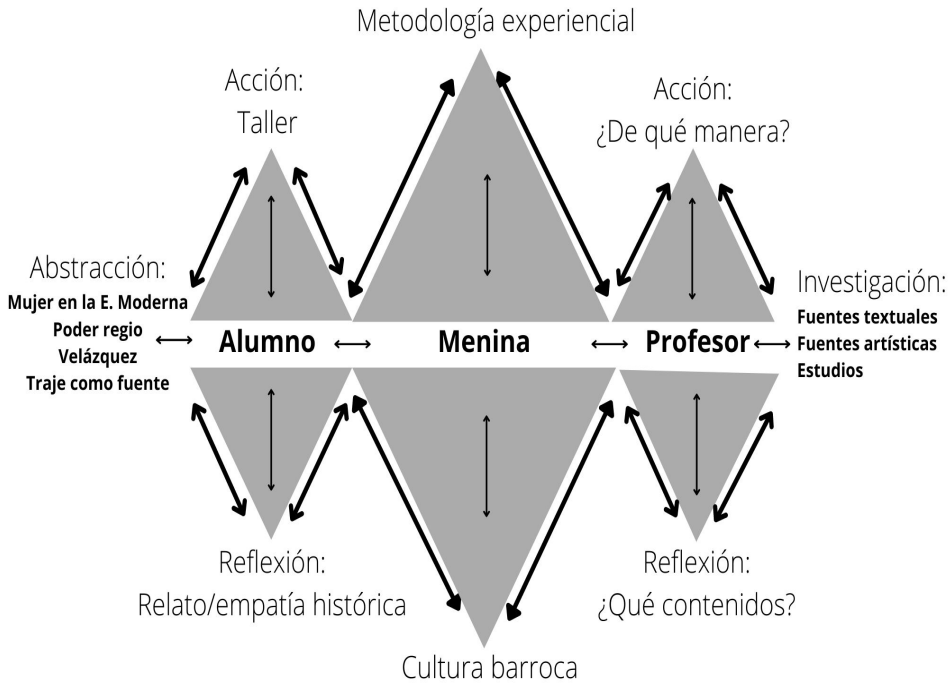 Metodología experiencial
Acción:
Taller
Acción:
¿De qué manera?
Abstracción:
Mujer en la E. Moderna
Poder regio
Velázquez
Traje como fuente
Alumno
Menina
Profesor
Investigación:
Fuentes textuales
Fuentes artísticas
Estudios
Reflexión:
Relato/empatía histórica
Reflexión:
¿Qué contenidos?
Cultura barroca